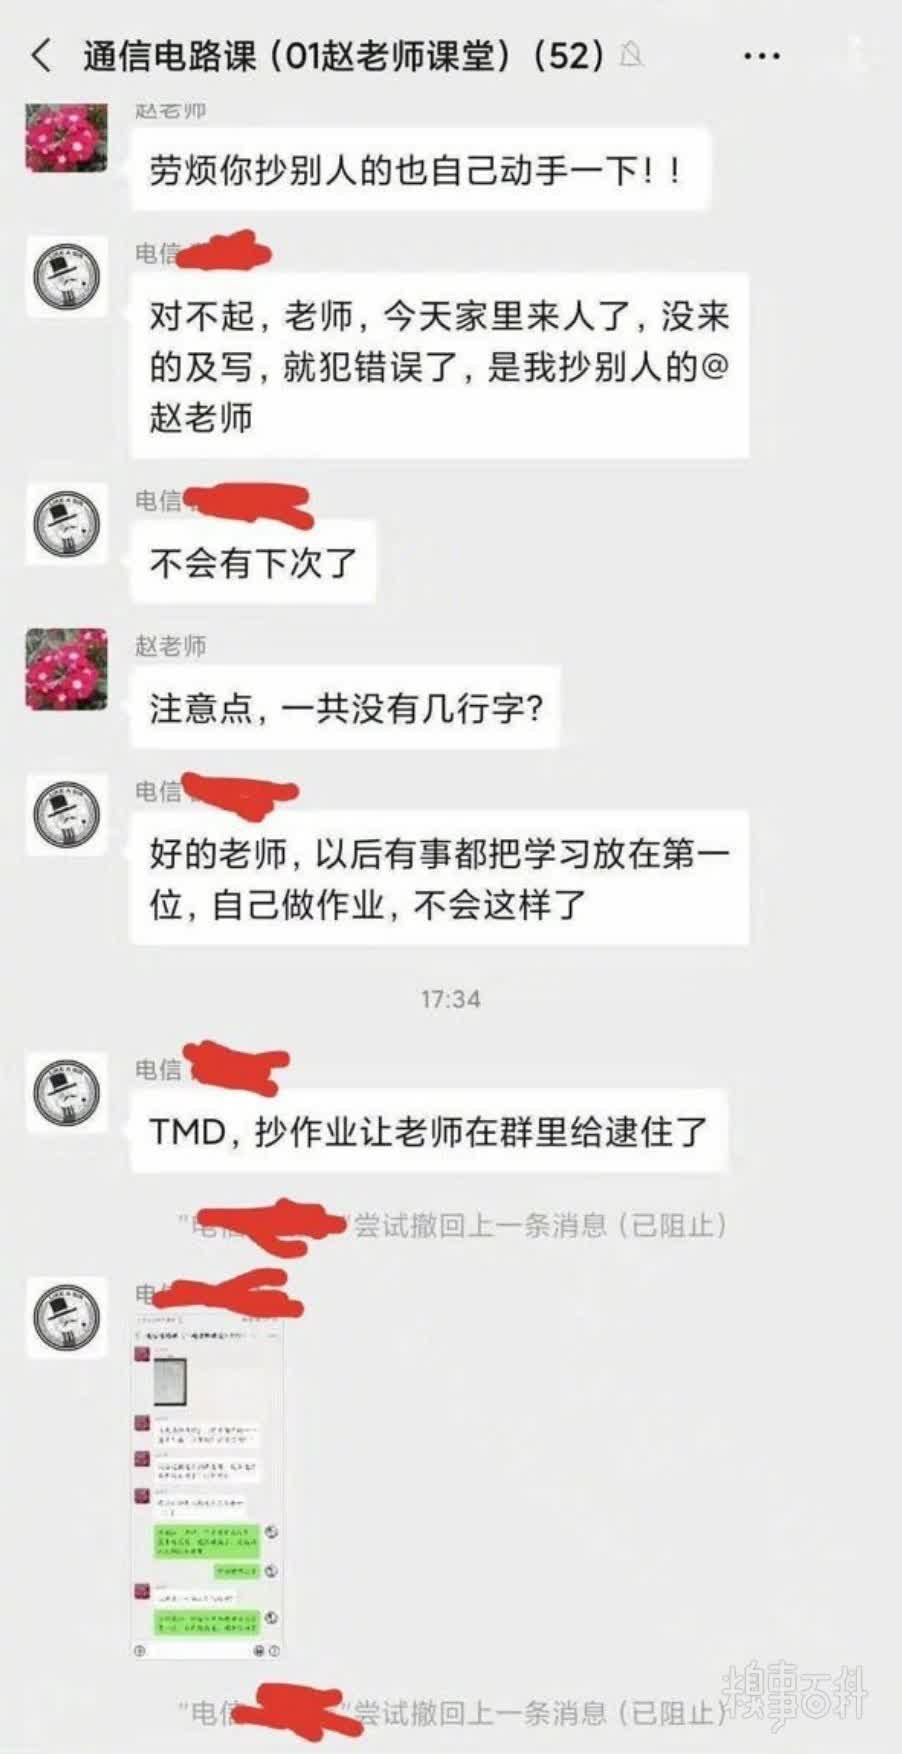 通信电路课（01赵老师课堂）（52）
赵老师
劳烦你抄别人的也自己动手一下！！
电信
对不起，老师，今天家里来人了，没来
的及写，就犯错误了，是我抄别人的@
赵老师
电信
不会有下次了
赵老师
注意点，一共没有几行字？
电信
好的老师，以后有事都把学习放在第一
位，自己做作业，不会这样了
17:34
电信
TMD，抄作业让老师在群里给逮住了
"电信"尝试撤回上一条消息（已阻止）
电信
"电信"尝试撤回上一条消息（已阻止）
糗事百科